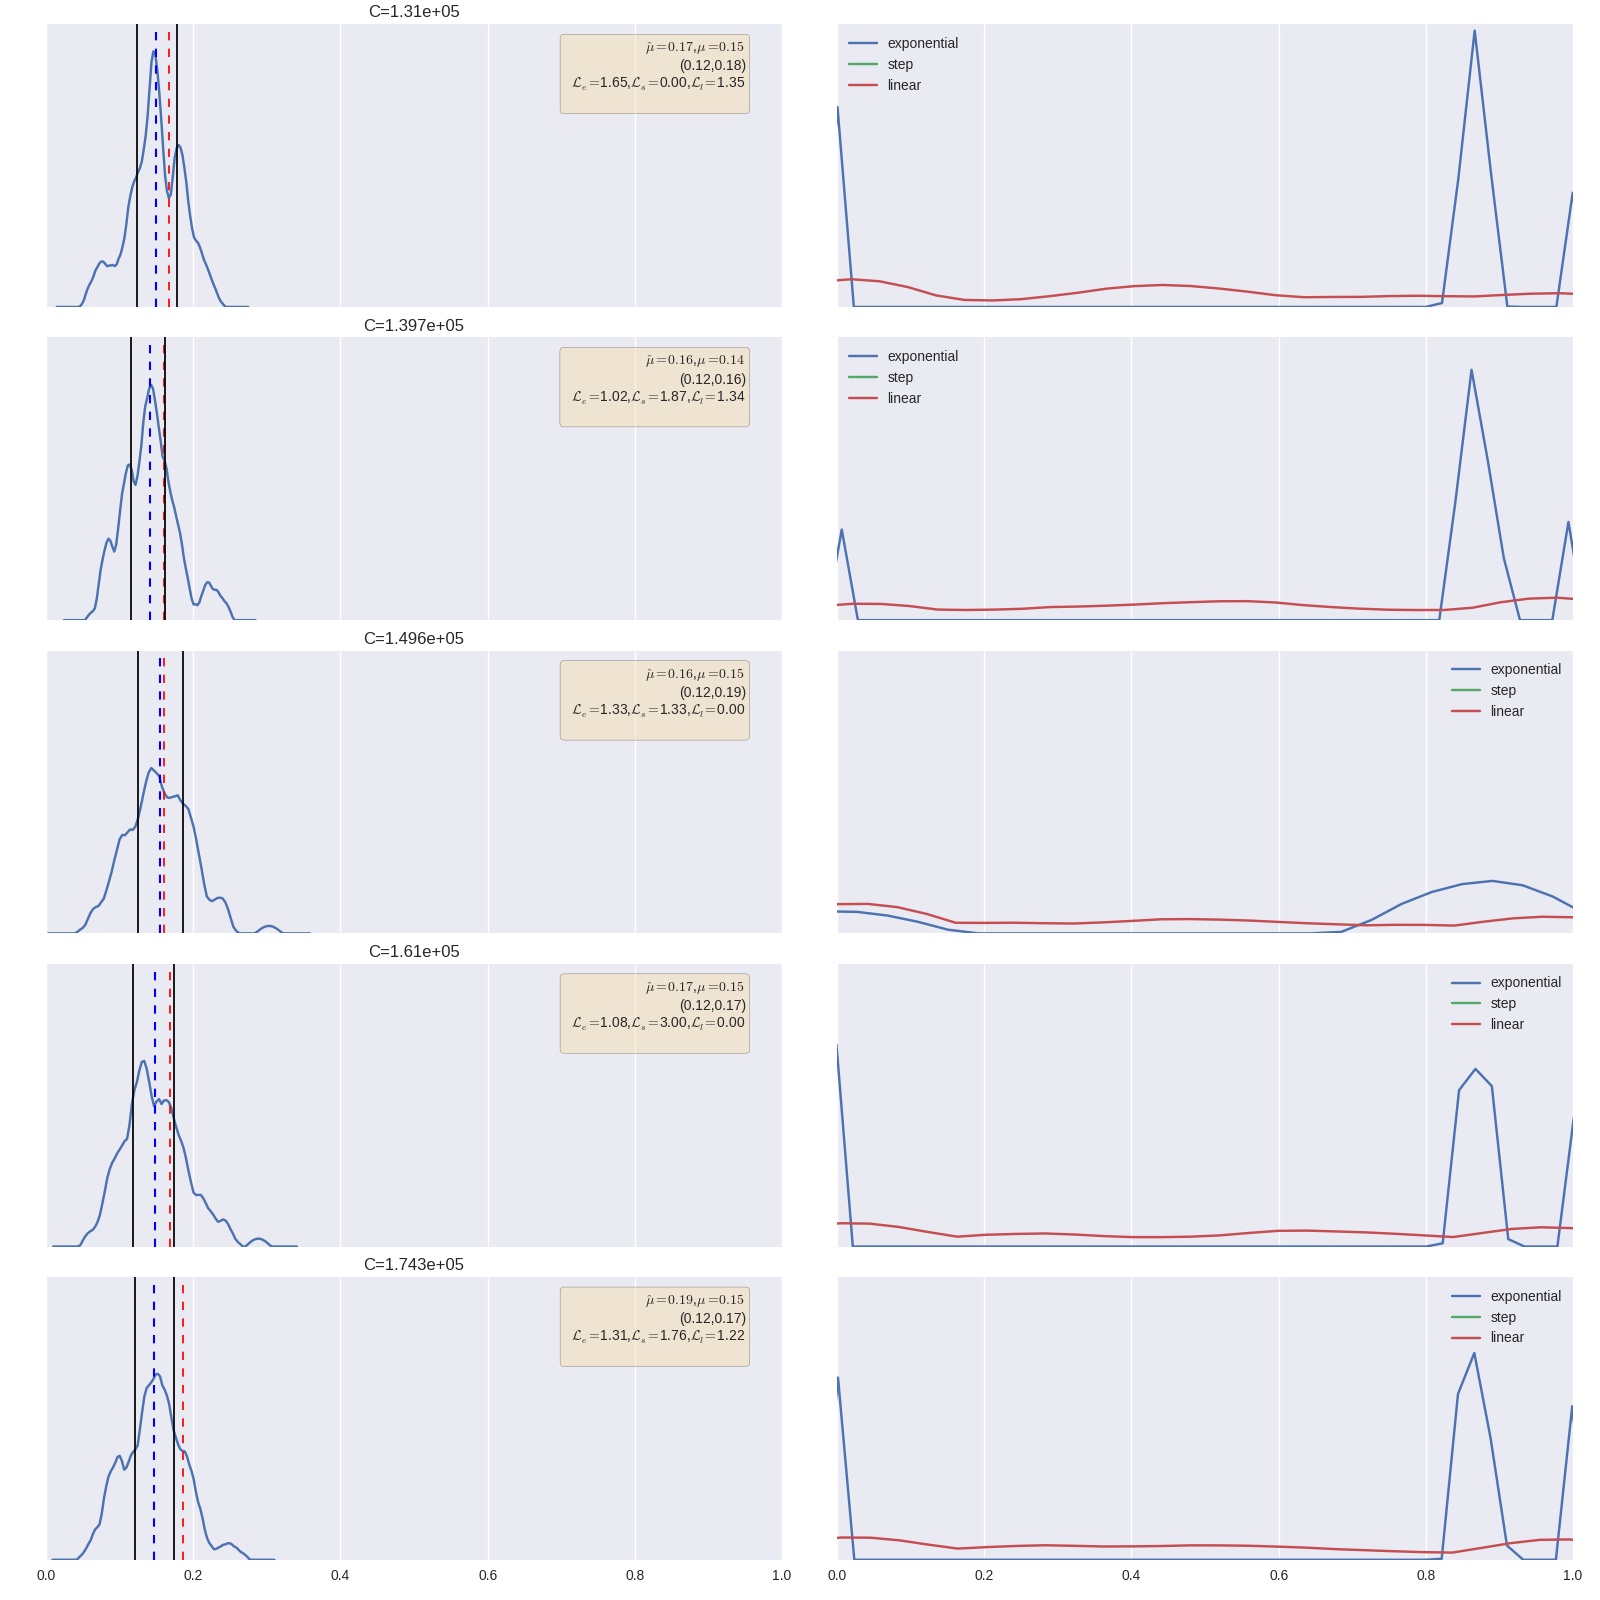 C=1.31e+05
μ̂=0.17,μ=0.15
(0.12,0.18)
ℒₑ=1.65,ℒₛ=0.00,ℒₗ=1.35
exponential
step
linear
C=1.397e+05
μ̂=0.16,μ=0.14
(0.12,0.16)
ℒₑ=1.02,ℒₛ=1.87,ℒₗ=1.34
exponential
step
linear
C=1.496e+05
μ̂=0.16,μ=0.15
(0.12,0.19)
ℒₑ=1.33,ℒₛ=1.33,ℒₗ=0.00
exponential
step
linear
C=1.61e+05
μ̂=0.17,μ=0.15
(0.12,0.17)
ℒₑ=1.08,ℒₛ=3.00,ℒₗ=0.00
exponential
step
linear
C=1.743e+05
μ̂=0.19,μ=0.15
(0.12,0.17)
ℒₑ=1.31,ℒₛ=1.76,ℒₗ=1.22
exponential
step
linear
0.0 0.2 0.4 0.6 0.8 1.0
0.0 0.2 0.4 0.6 0.8 1.0